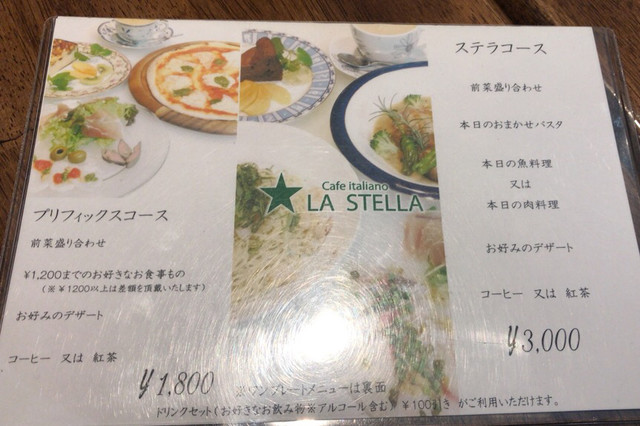 ステラコース
前菜盛り合わせ
本日のおまかせパスタ
本日の魚料理
又は
本日の肉料理
お好みのデザート
コーヒー 又は 紅茶
¥3,000
Cafe italiano
LA STELLA
プリフィックスコース
前菜盛り合わせ
¥1,200までのお好きなお食事もの
(※¥1200以上は差額を頂戴いたします)
お好みのデザート
コーヒー 又は 紅茶
¥1,800
※ワンプレートメニューは裏面
ドリンクセット(お好きなお飲み物※アルコール含む) ¥100引き がご利用いただけます。